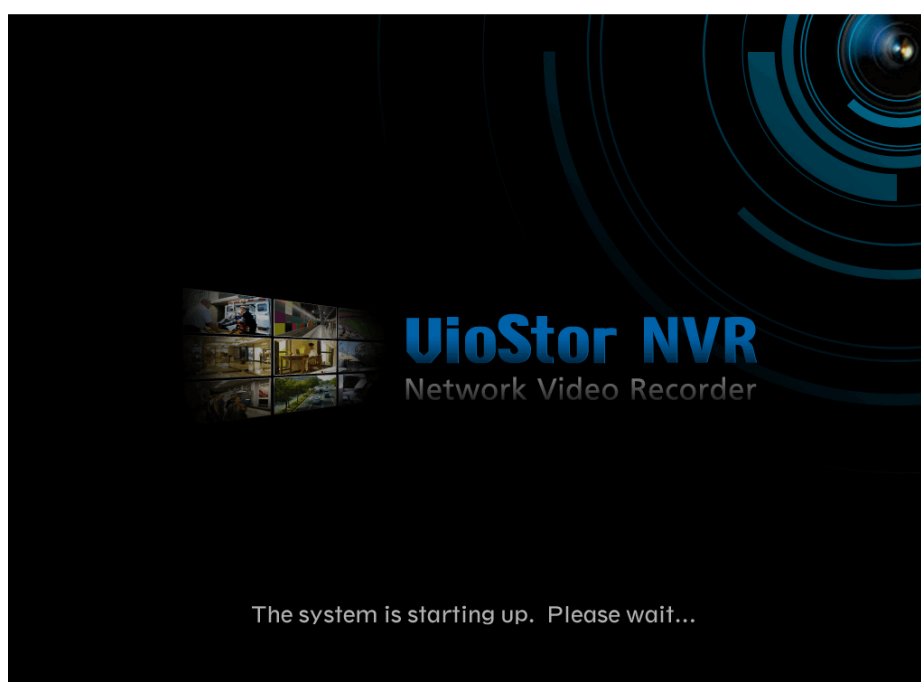 VioStor NVR
Network Video Recorder
The system is starting up. Please wait...